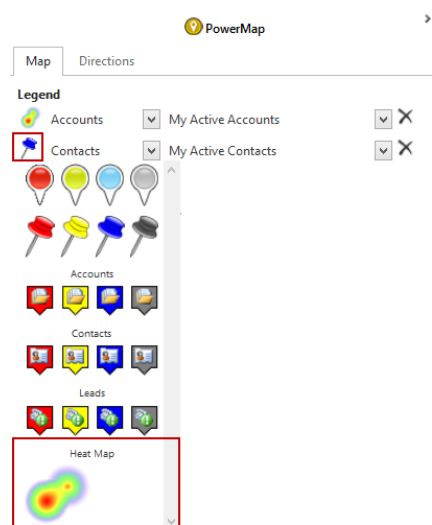 PowerMap
Map Directions
Legend
Accounts My Active Accounts
Contacts My Active Contacts
Accounts
Contacts
Leads
Heat Map